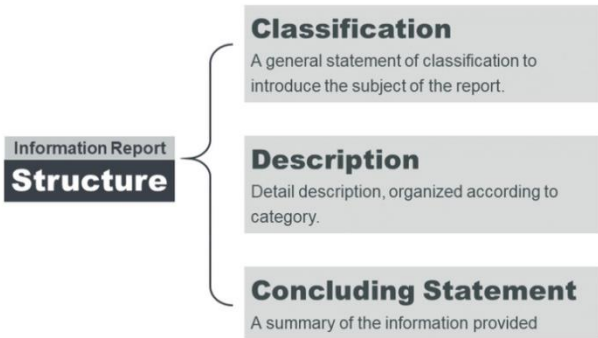 Classification
A general statement of classification to
introduce the subject of the report.
Information Report
Structure
Description
Detail description, organized according to
category.
Concluding Statement
A summary of the information provided